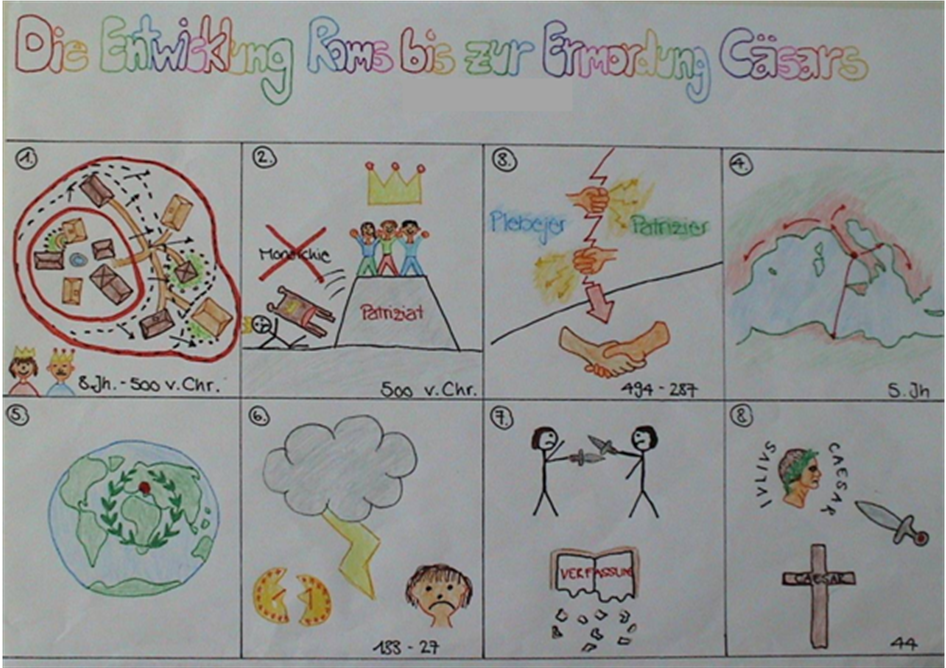 Die Entwicklung Roms bis zur Ermordung Cäsars
1.
8.Jh. - 500 v. Chr.
2.
Monarchie
Patriziat
500 v. Chr.
3.
Plebejer
Patrizier
494 - 287
4.
5. Jh
5.
6.
133 - 27
7.
VERFASSUNG
8
IVLIVS CAESAR
CAESAR
44